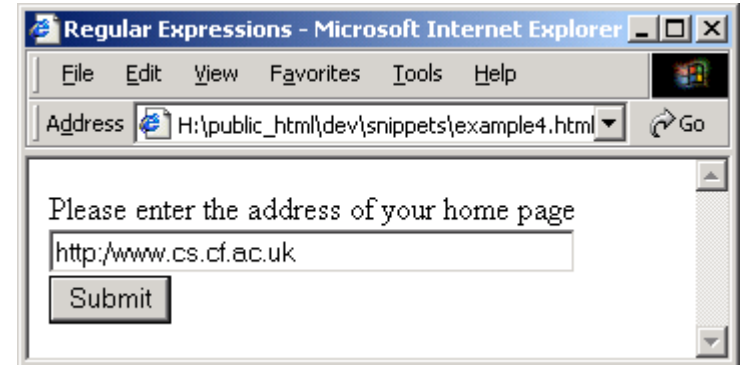 Regular Expressions - Microsoft Internet Explorer
File Edit View Favorites Tools Help
Address H:\public_html\dev\snippets\example4.html Go
Please enter the address of your home page
http:/www.cs.cf.ac.uk
Submit